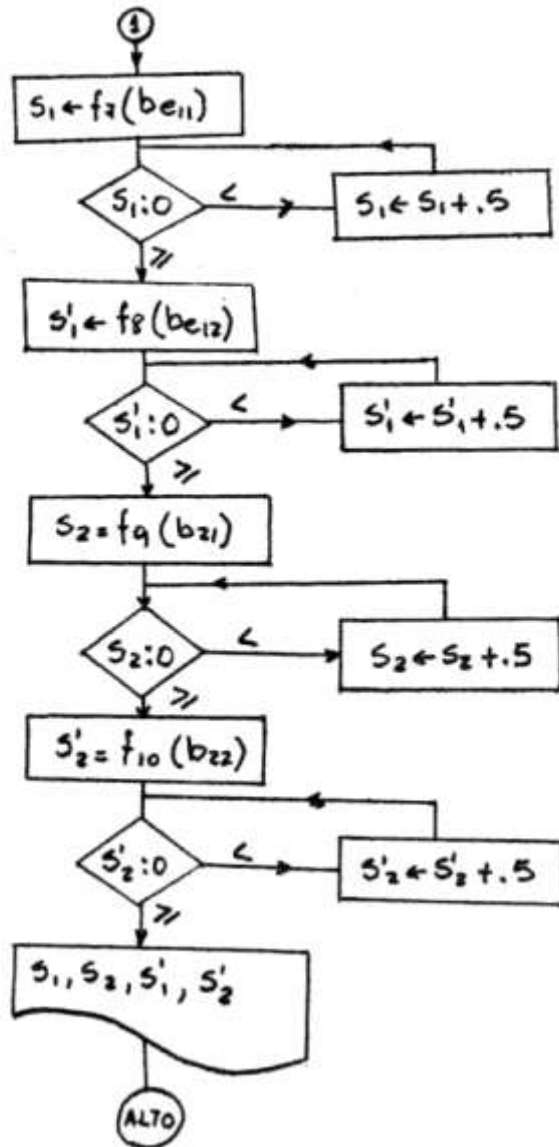 1
S₁ ← f₇(be₁₁)
S₁:0
<
S₁ ← S₁ + .5
≥
S'₁ ← f₈(be₁₂)
S'₁:0
<
S'₁ ← S'₁ + .5
≥
S₂ = f₉(b₂₁)
S₂:0
<
S₂ ← S₂ + .5
≥
S'₂ = f₁₀(b₂₂)
S'₂:0
<
S'₂ ← S'₂ + .5
≥
S₁, S₂, S'₁, S'₂
ALTO